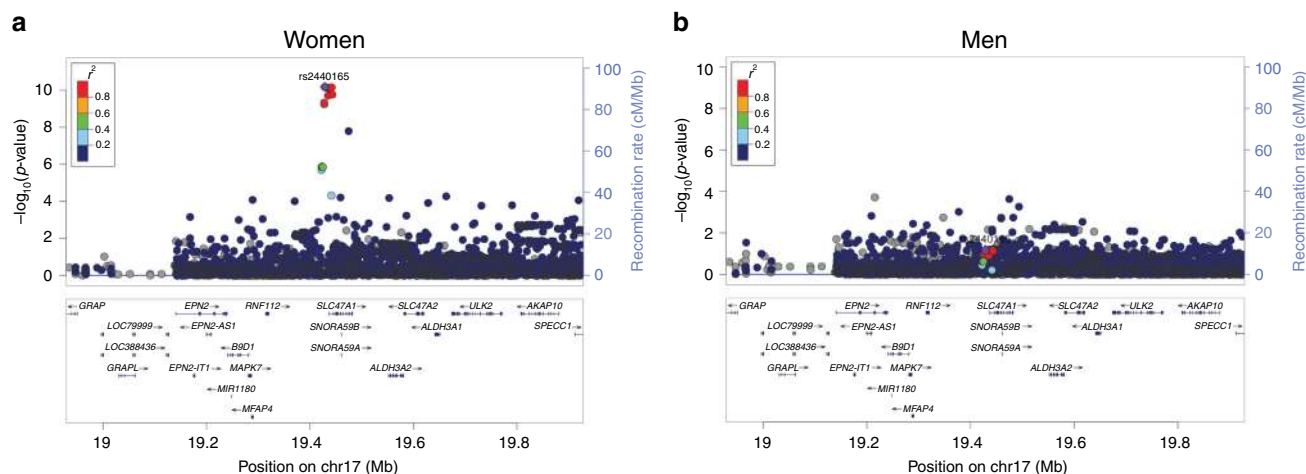 a
Women
rs2440165
r2
0.8
0.6
0.4
0.2
10
8
6
4
2
0
–log10(p-value)
100
80
60
40
20
0
Recombination rate (cM/Mb)
GRAP EPN2 RNF112 SLC47A1 SLC47A2 ULK2 AKAP10
LOC79999 EPN2-AS1 SNORA59B ALDH3A1 SPECC1
LOC388436 B9D1 SNORA59A
GRAPL EPN2-IT1 MAPK7 ALDH3A2
MIR1180
MFAP4
19 19.2 19.4 19.6 19.8
Position on chr17 (Mb)
b
Men
r2
0.8
0.6
0.4
0.2
10
8
6
4
2
0
–log10(p-value)
100
80
60
40
20
0
Recombination rate (cM/Mb)
GRAP EPN2 RNF112 SLC47A1 SLC47A2 ULK2 AKAP10
LOC79999 EPN2-AS1 SNORA59B ALDH3A1 SPECC1
LOC388436 B9D1 SNORA59A
GRAPL EPN2-IT1 MAPK7 ALDH3A2
MIR1180
MFAP4
19 19.2 19.4 19.6 19.8
Position on chr17 (Mb)